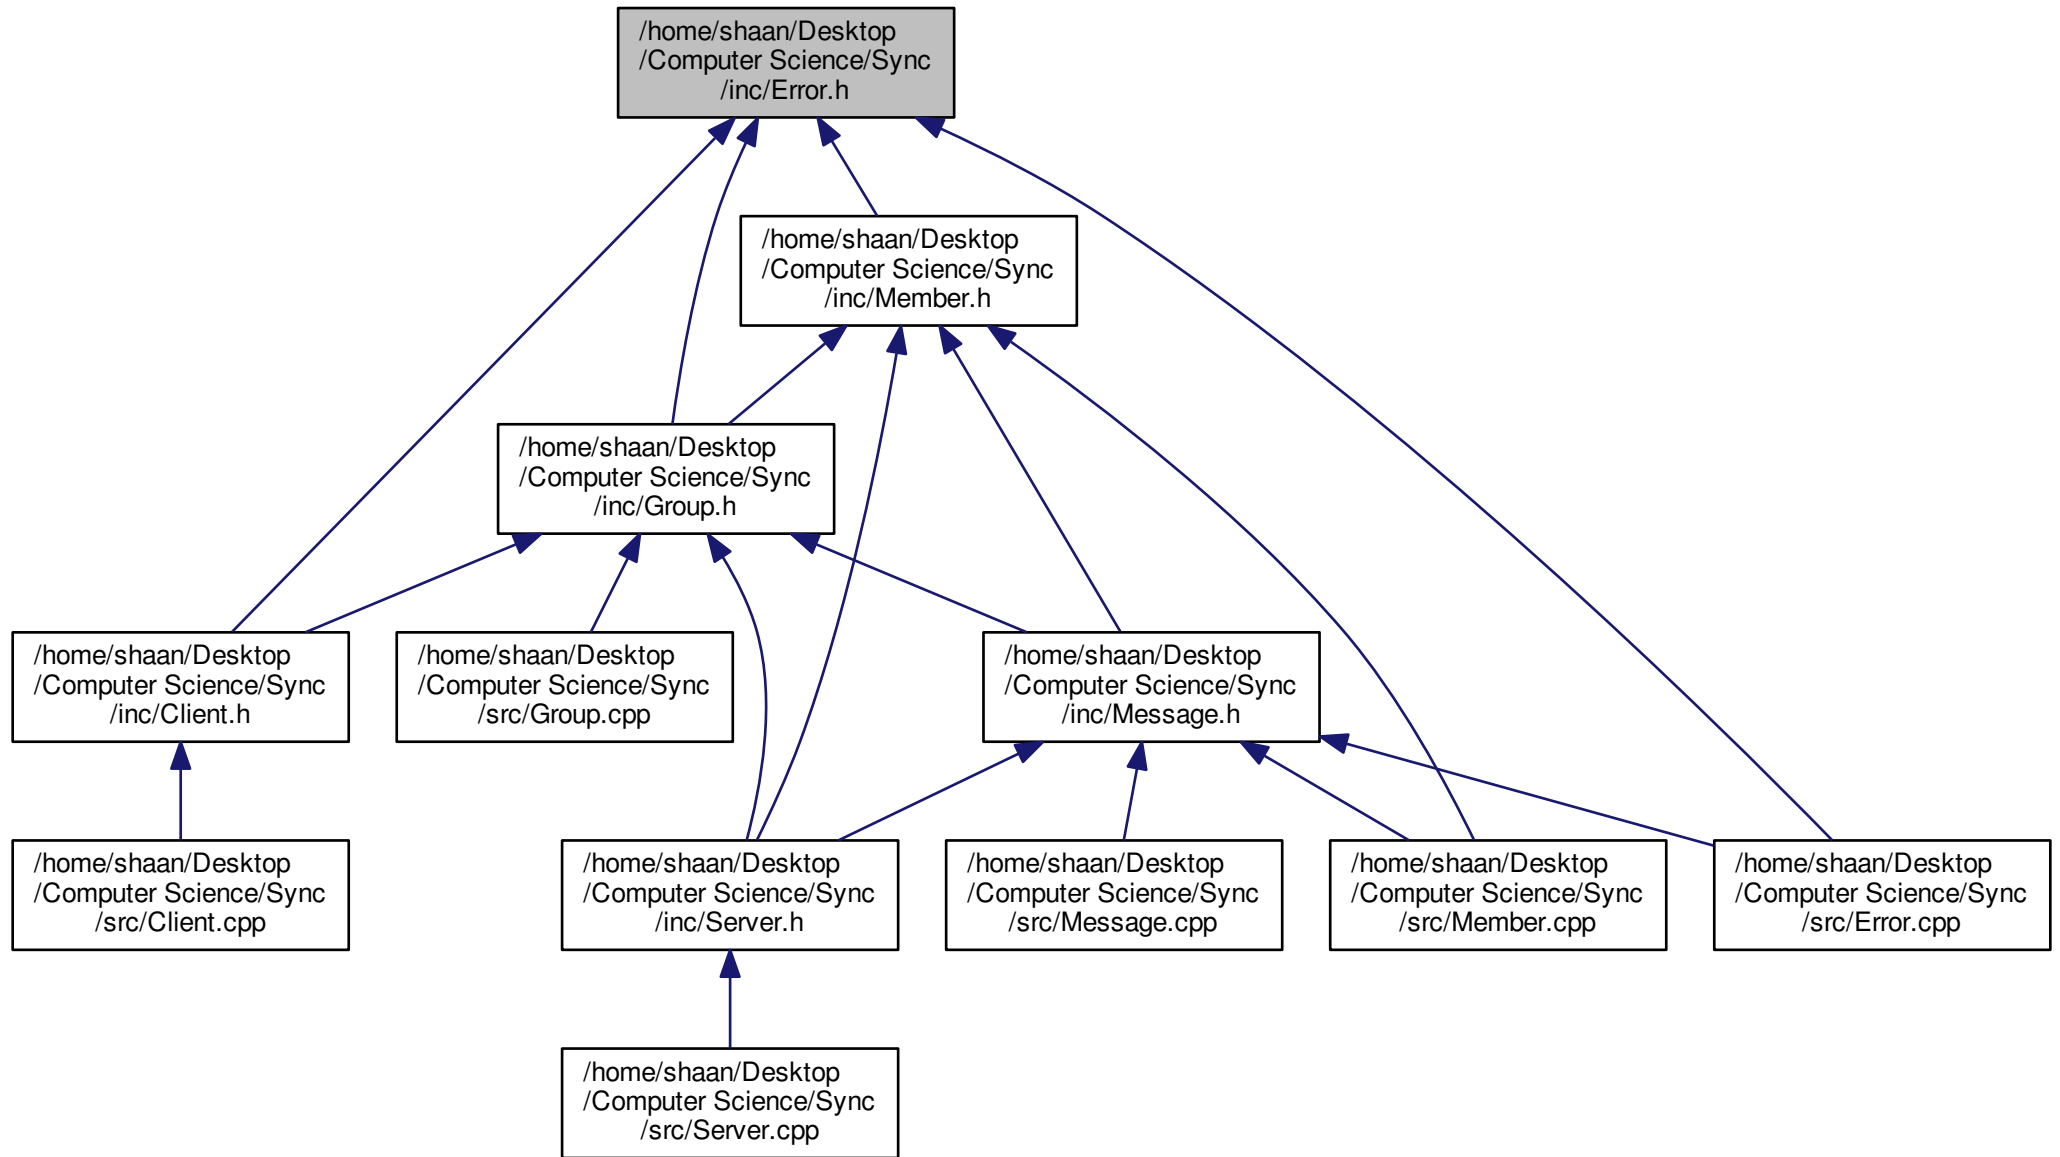 /home/shaan/Desktop
/Computer Science/Sync
/inc/Error.h
/home/shaan/Desktop
/Computer Science/Sync
/inc/Member.h
/home/shaan/Desktop
/Computer Science/Sync
/inc/Group.h
/home/shaan/Desktop
/Computer Science/Sync
/inc/Client.h
/home/shaan/Desktop
/Computer Science/Sync
/src/Group.cpp
/home/shaan/Desktop
/Computer Science/Sync
/inc/Message.h
/home/shaan/Desktop
/Computer Science/Sync
/src/Client.cpp
/home/shaan/Desktop
/Computer Science/Sync
/inc/Server.h
/home/shaan/Desktop
/Computer Science/Sync
/src/Message.cpp
/home/shaan/Desktop
/Computer Science/Sync
/src/Member.cpp
/home/shaan/Desktop
/Computer Science/Sync
/src/Error.cpp
/home/shaan/Desktop
/Computer Science/Sync
/src/Server.cpp